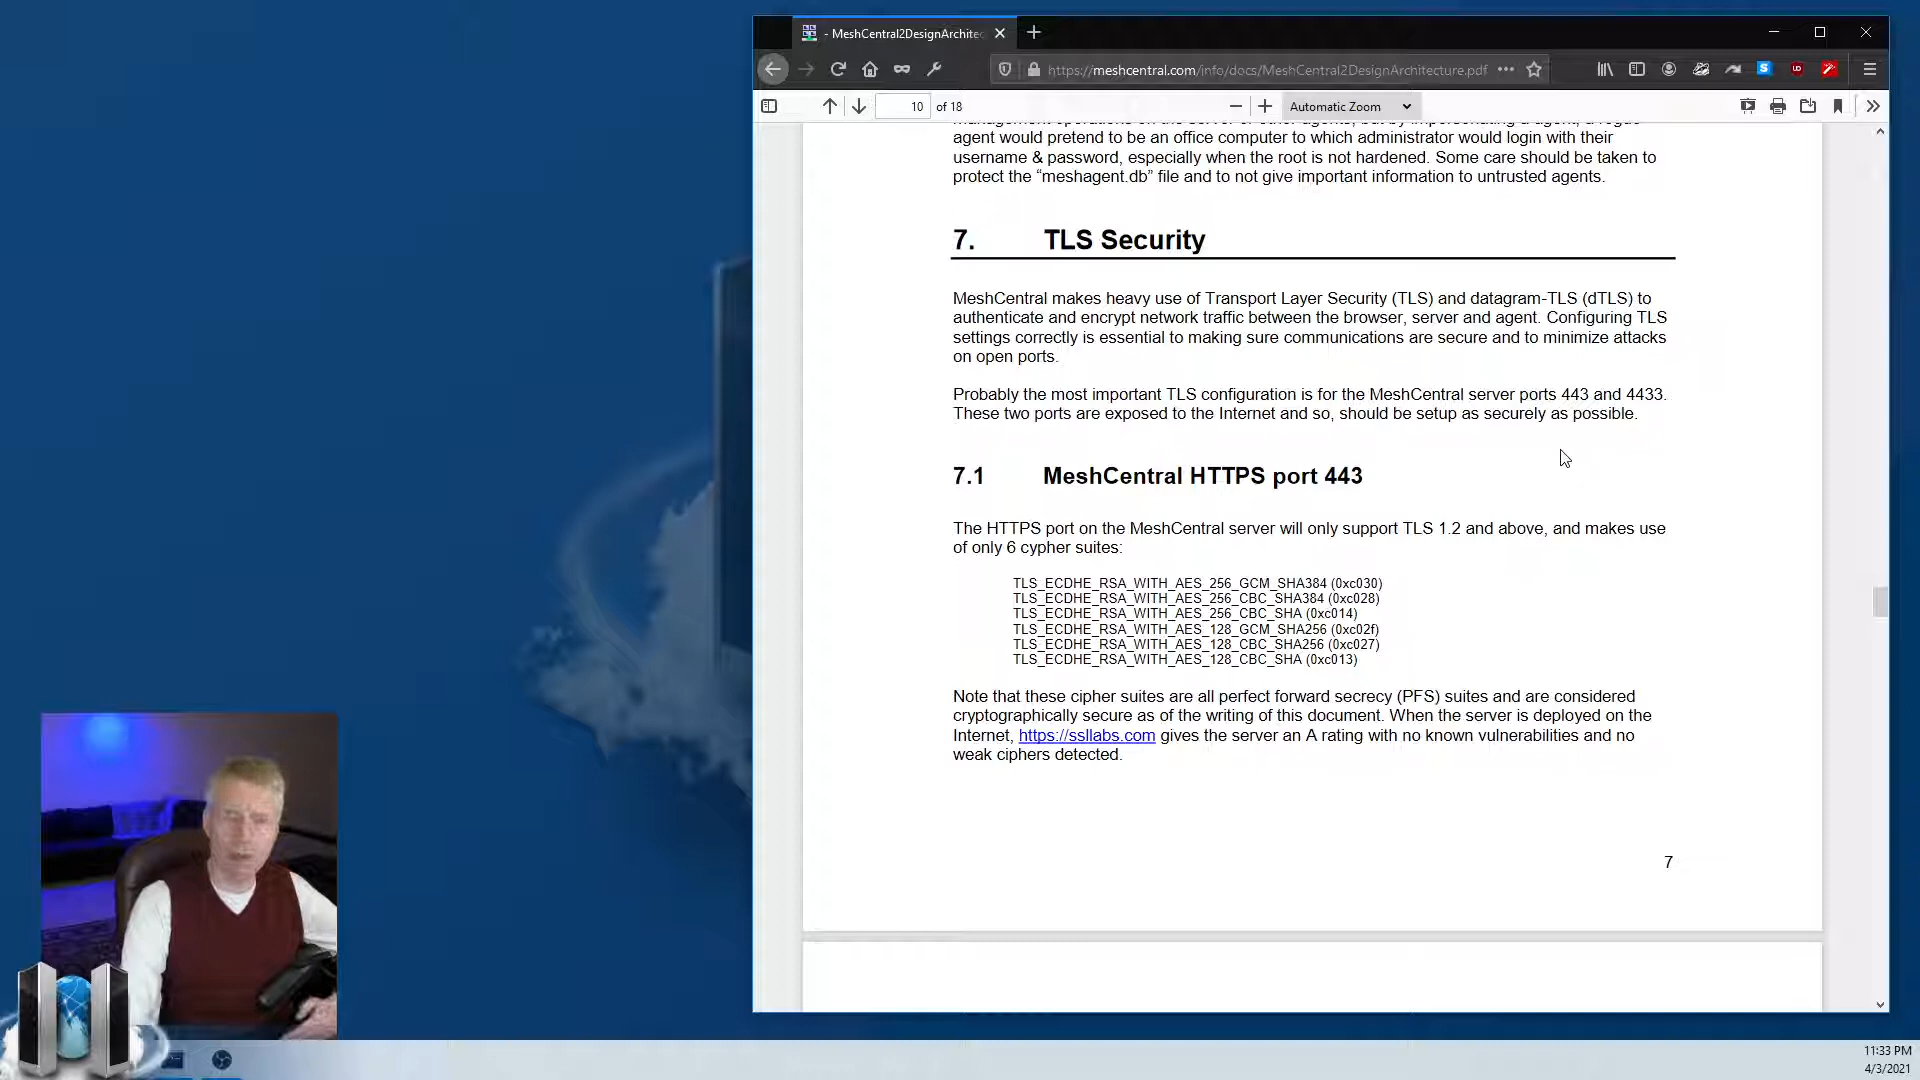 - MeshCentral2DesignArchitec
https://meshcentral.com/info/docs/MeshCentral2DesignArchitecture.pdf
10 of 18
Automatic Zoom
agent would pretend to be an office computer to which administrator would login with their
username & password, especially when the root is not hardened. Some care should be taken to
protect the “meshagent.db” file and to not give important information to untrusted agents.
7. TLS Security
MeshCentral makes heavy use of Transport Layer Security (TLS) and datagram-TLS (dTLS) to
authenticate and encrypt network traffic between the browser, server and agent. Configuring TLS
settings correctly is essential to making sure communications are secure and to minimize attacks
on open ports.
Probably the most important TLS configuration is for the MeshCentral server ports 443 and 4433.
These two ports are exposed to the Internet and so, should be setup as securely as possible.
7.1 MeshCentral HTTPS port 443
The HTTPS port on the MeshCentral server will only support TLS 1.2 and above, and makes use
of only 6 cypher suites:
TLS_ECDHE_RSA_WITH_AES_256_GCM_SHA384 (0xc030)
TLS_ECDHE_RSA_WITH_AES_256_CBC_SHA384 (0xc028)
TLS_ECDHE_RSA_WITH_AES_256_CBC_SHA (0xc014)
TLS_ECDHE_RSA_WITH_AES_128_GCM_SHA256 (0xc02f)
TLS_ECDHE_RSA_WITH_AES_128_CBC_SHA256 (0xc027)
TLS_ECDHE_RSA_WITH_AES_128_CBC_SHA (0xc013)
Note that these cipher suites are all perfect forward secrecy (PFS) suites and are considered
cryptographically secure as of the writing of this document. When the server is deployed on the
Internet, https://ssllabs.com gives the server an A rating with no known vulnerabilities and no
weak ciphers detected.
7
11:33 PM
4/3/2021